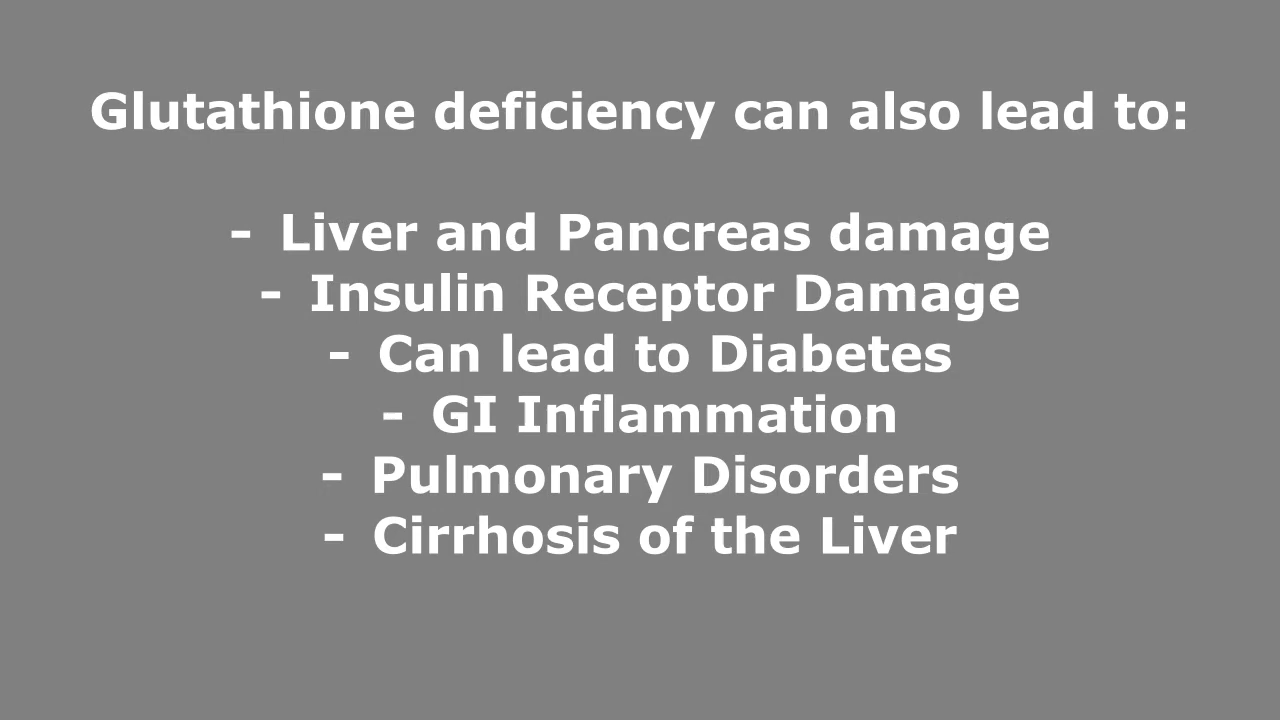 Glutathione deficiency can also lead to:
- Liver and Pancreas damage
- Insulin Receptor Damage
- Can lead to Diabetes
- GI Inflammation
- Pulmonary Disorders
- Cirrhosis of the Liver